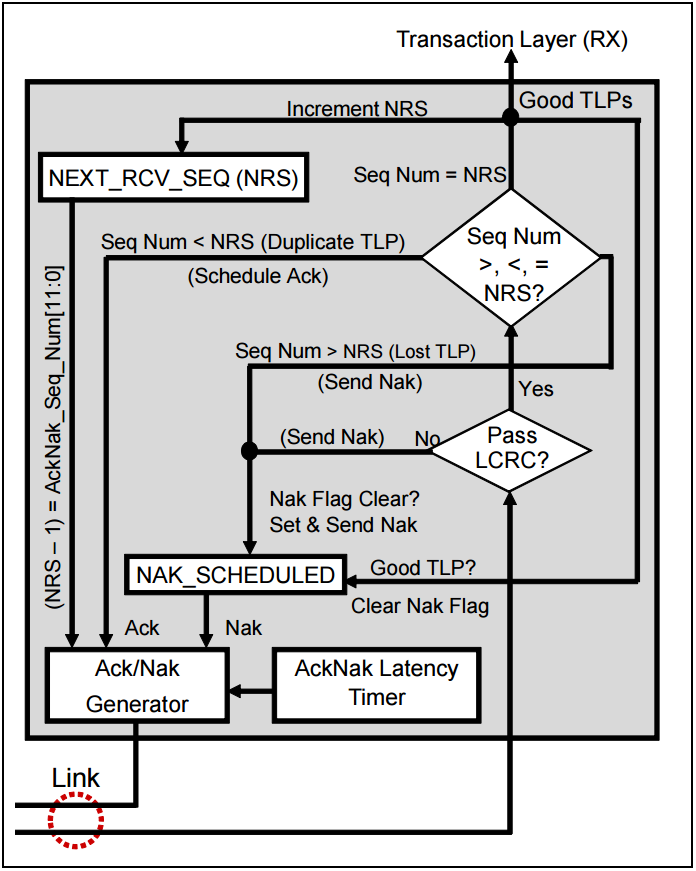 Transaction Layer (RX)
Good TLPs
Increment NRS
NEXT_RCV_SEQ (NRS)
Seq Num = NRS
Seq Num < NRS (Duplicate TLP)
(Schedule Ack)
Seq Num
>, <, =
NRS?
(NRS – 1) = AckNak_Seq_Num[11:0]
Seq Num > NRS (Lost TLP)
(Send Nak)
Yes
(Send Nak)
No
Pass
LCRC?
Nak Flag Clear?
Set & Send Nak
NAK_SCHEDULED
Good TLP?
Clear Nak Flag
Ack
Nak
Ack/Nak
Generator
AckNak Latency
Timer
Link